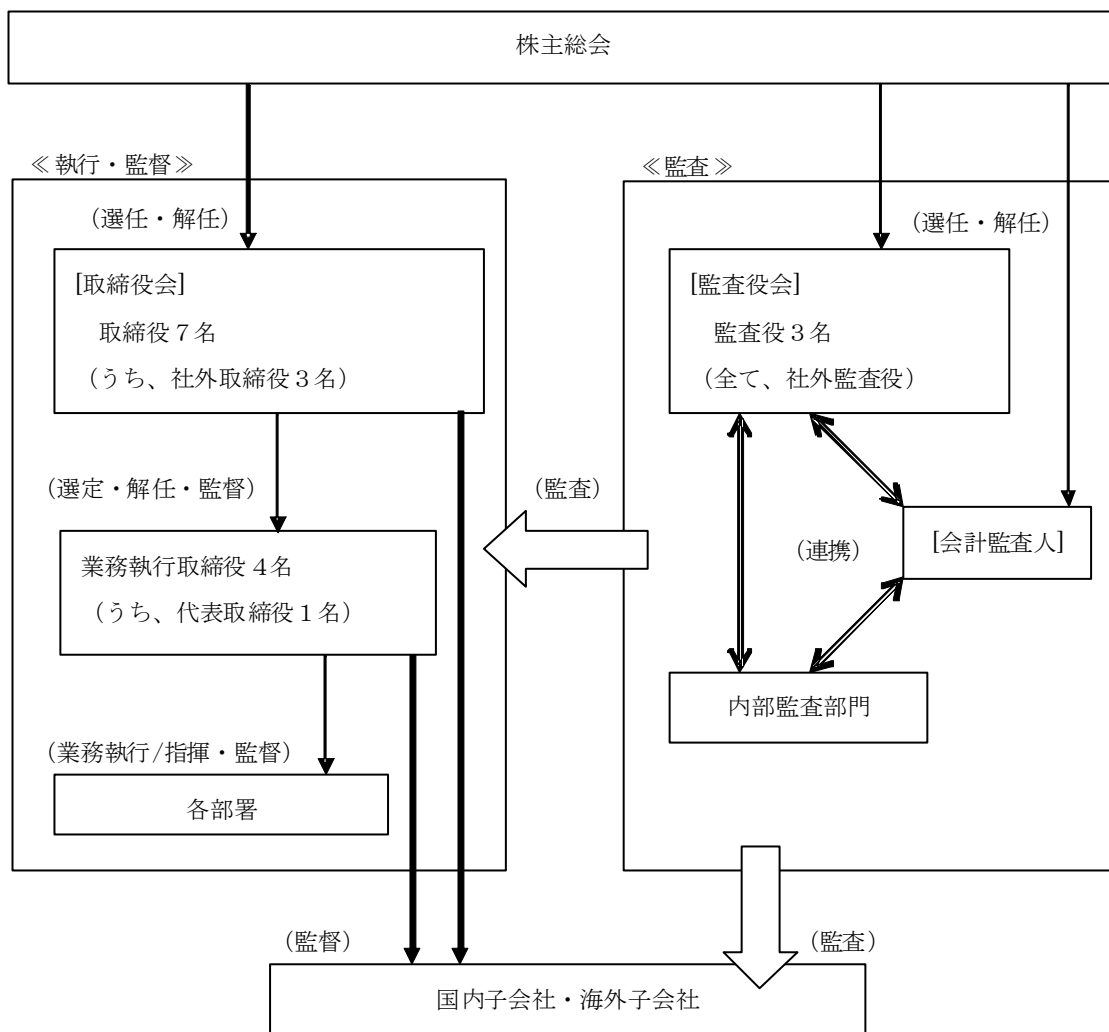 株主総会
≪執行・監督≫
≪監査≫
(選任・解任)
(選任・解任)
[取締役会]
取締役7名
(うち、社外取締役3名)
[監査役会]
監査役3名
(全て、社外監査役)
(選定・解任・監督)
(監査)
業務執行取締役4名
(うち、代表取締役1名)
(連携)
[会計監査人]
内部監査部門
(業務執行/指揮・監督)
各部署
(監督)
(監査)
国内子会社・海外子会社